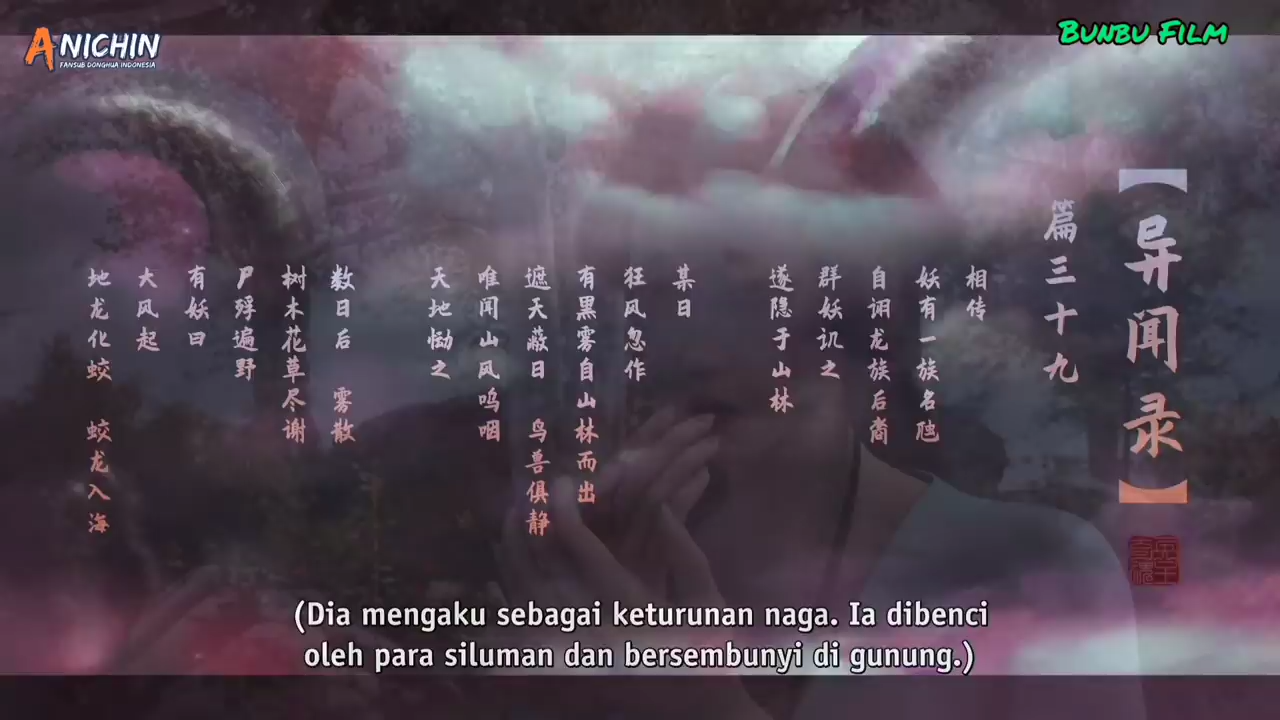 ANICHIN
FANSUB DONGHUA INDONESIA
BUNBU FILM
【异闻录】
篇三十九
相传
妖有一族名虺
自诩龙族后裔
群妖讥之
遂隐于山林
某日
狂风忽作
有黑雾自山林而出
遮天蔽日 鸟兽俱静
唯闻山风呜咽
天地恸之
数日后 雾散
树木花草尽谢
尸殍遍野
有妖曰
大风起
地龙化蛟 蛟龙入海
(Dia mengaku sebagai keturunan naga. Ia dibenci
oleh para siluman dan bersembunyi di gunung.)